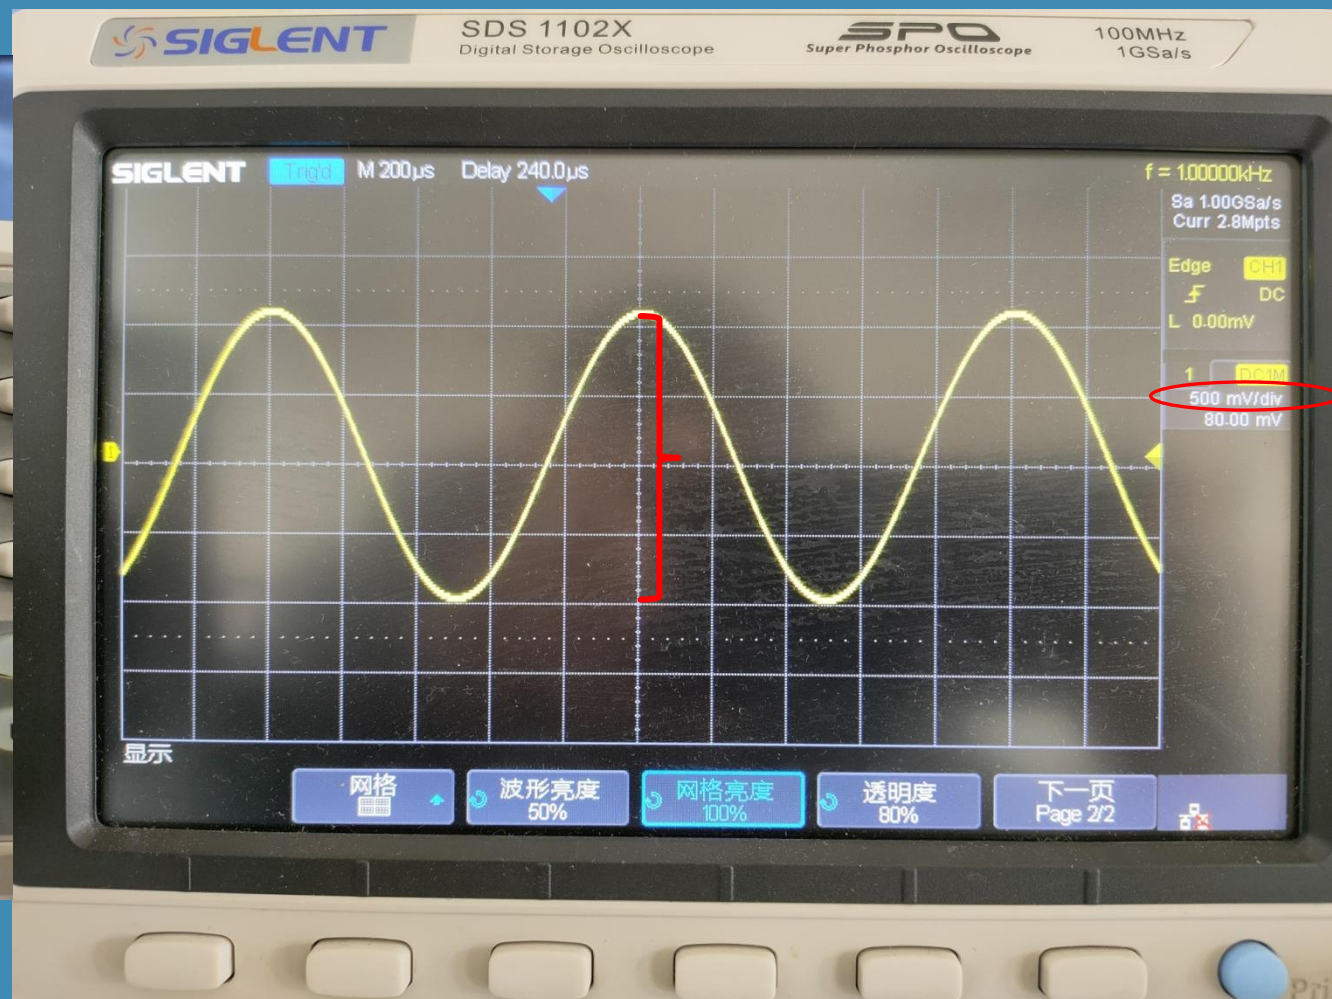 SIGLENT
SDS 1102X
Digital Storage Oscilloscope
SPO
Super Phosphor Oscilloscope
100MHz
1GSa/s
SIGLENT Trig'd M 200µs Delay 240.0µs f = 1.00000kHz
Sa 1.00GSa/s
Curr 2.8Mpts
Edge CH1
DC
L 0.00mV
1 DC1M
500 mV/div
80.00 mV
显示
网格
波形亮度
50%
网格亮度
100%
透明度
80%
下一页
Page 2/2
Pri